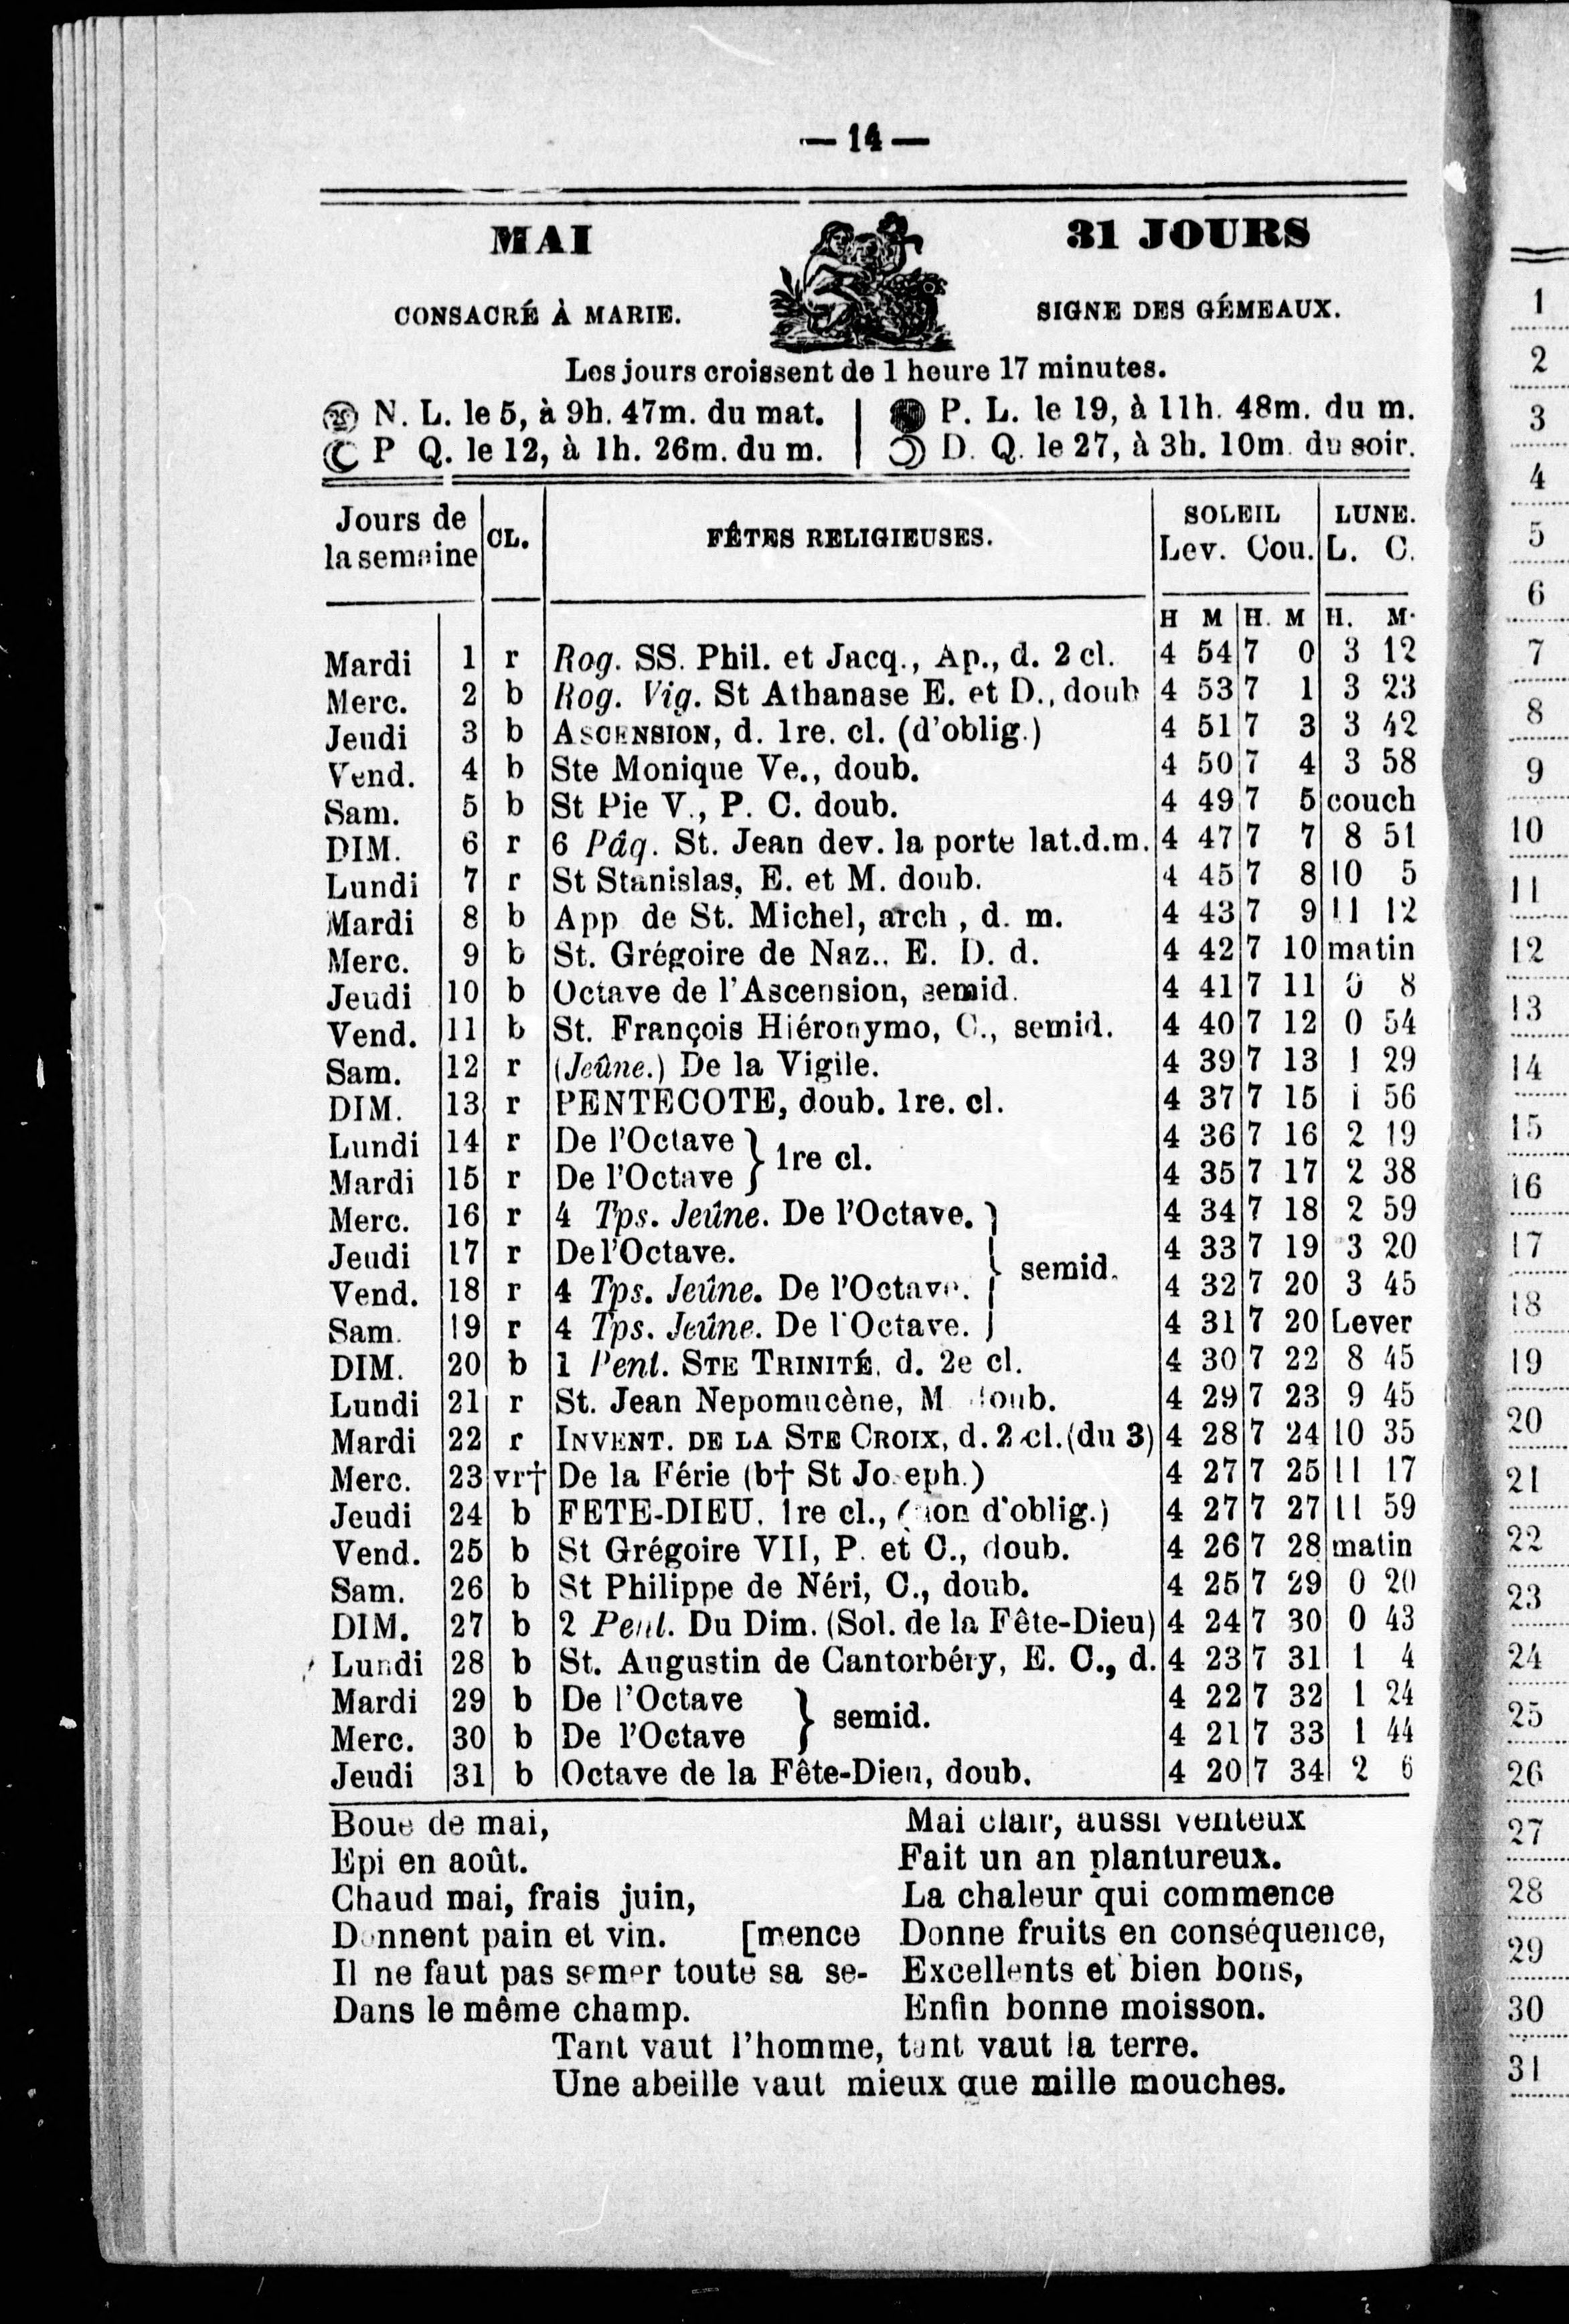 — 14 —
MAI
31 JOURS
CONSACRÉ À MARIE.
SIGNE DES GÉMEAUX.
Les jours croissent de 1 heure 17 minutes.
N. L. le 5, à 9h. 47m. du mat. | P. L. le 19, à 11h. 48m. du m.
P Q. le 12, à 1h. 26m. du m. | D. Q. le 27, à 3h. 10m. du soir.
Jours de la semaine CL. FÊTES RELIGIEUSES. SOLEIL Lev. Cou. LUNE. L. C.
H M H. M H. M.
Mardi 1 r Rog. SS. Phil. et Jacq., Ap., d. 2 cl. 4 54 7 0 3 12
Merc. 2 b Rog. Vig. St Athanase E. et D., doub 4 53 7 1 3 23
Jeudi 3 b ASCENSION, d. 1re. cl. (d'oblig.) 4 51 7 3 3 42
Vend. 4 b Ste Monique Ve., doub. 4 50 7 4 3 58
Sam. 5 b St Pie V., P. C. doub. 4 49 7 5 couch
DIM. 6 r 6 Pâq. St. Jean dev. la porte lat.d.m. 4 47 7 7 8 51
Lundi 7 r St Stanislas, E. et M. doub. 4 45 7 8 10 5
Mardi 8 b App de St. Michel, arch , d. m. 4 43 7 9 11 12
Merc. 9 b St. Grégoire de Naz.. E. D. d. 4 42 7 10 matin
Jeudi 10 b Octave de l'Ascension, semid. 4 41 7 11 0 8
Vend. 11 b St. François Hiéronymo, C., semid. 4 40 7 12 0 54
Sam. 12 r (Jeûne.) De la Vigile. 4 39 7 13 1 29
DIM. 13 r PENTECOTE, doub. 1re. cl. 4 37 7 15 1 56
Lundi 14 r De l'Octave } 1re cl. 4 36 7 16 2 19
Mardi 15 r De l'Octave 4 35 7 17 2 38
Merc. 16 r 4 Tps. Jeûne. De l'Octave. 4 34 7 18 2 59
Jeudi 17 r De l'Octave. } semid. 4 33 7 19 3 20
Vend. 18 r 4 Tps. Jeûne. De l'Octave. 4 32 7 20 3 45
Sam. 19 r 4 Tps. Jeûne. De l'Octave. 4 31 7 20 Lever
DIM. 20 b 1 Pent. STE TRINITÉ, d. 2e cl. 4 30 7 22 8 45
Lundi 21 r St. Jean Nepomucène, M doub. 4 29 7 23 9 45
Mardi 22 r INVENT. DE LA STE CROIX, d. 2 cl. (du 3) 4 28 7 24 10 35
Merc. 23 vr† De la Férie (b† St Joseph.) 4 27 7 25 11 17
Jeudi 24 b FETE-DIEU. 1re cl., (non d'oblig.) 4 27 7 27 11 59
Vend. 25 b St Grégoire VII, P. et C., doub. 4 26 7 28 matin
Sam. 26 b St Philippe de Néri, C., doub. 4 25 7 29 0 20
DIM. 27 b 2 Pent. Du Dim. (Sol. de la Fête-Dieu) 4 24 7 30 0 43
Lundi 28 b St. Augustin de Cantorbéry, E. C., d. 4 23 7 31 1 4
Mardi 29 b De l'Octave } semid. 4 22 7 32 1 24
Merc. 30 b De l'Octave 4 21 7 33 1 44
Jeudi 31 b Octave de la Fête-Dieu, doub. 4 20 7 34 2 6
Boue de mai,
Epi en août.
Chaud mai, frais juin,
Donnent pain et vin. [mence
Il ne faut pas semer toute sa se-
Dans le même champ.
Mai clair, aussi venteux
Fait un an plantureux.
La chaleur qui commence
Donne fruits en conséquence,
Excellents et bien bons,
Enfin bonne moisson.
Tant vaut l'homme, tant vaut la terre.
Une abeille vaut mieux que mille mouches.
1
2
3
4
5
6
7
8
9
10
11
12
13
14
15
16
17
18
19
20
21
22
23
24
25
26
27
28
29
30
31